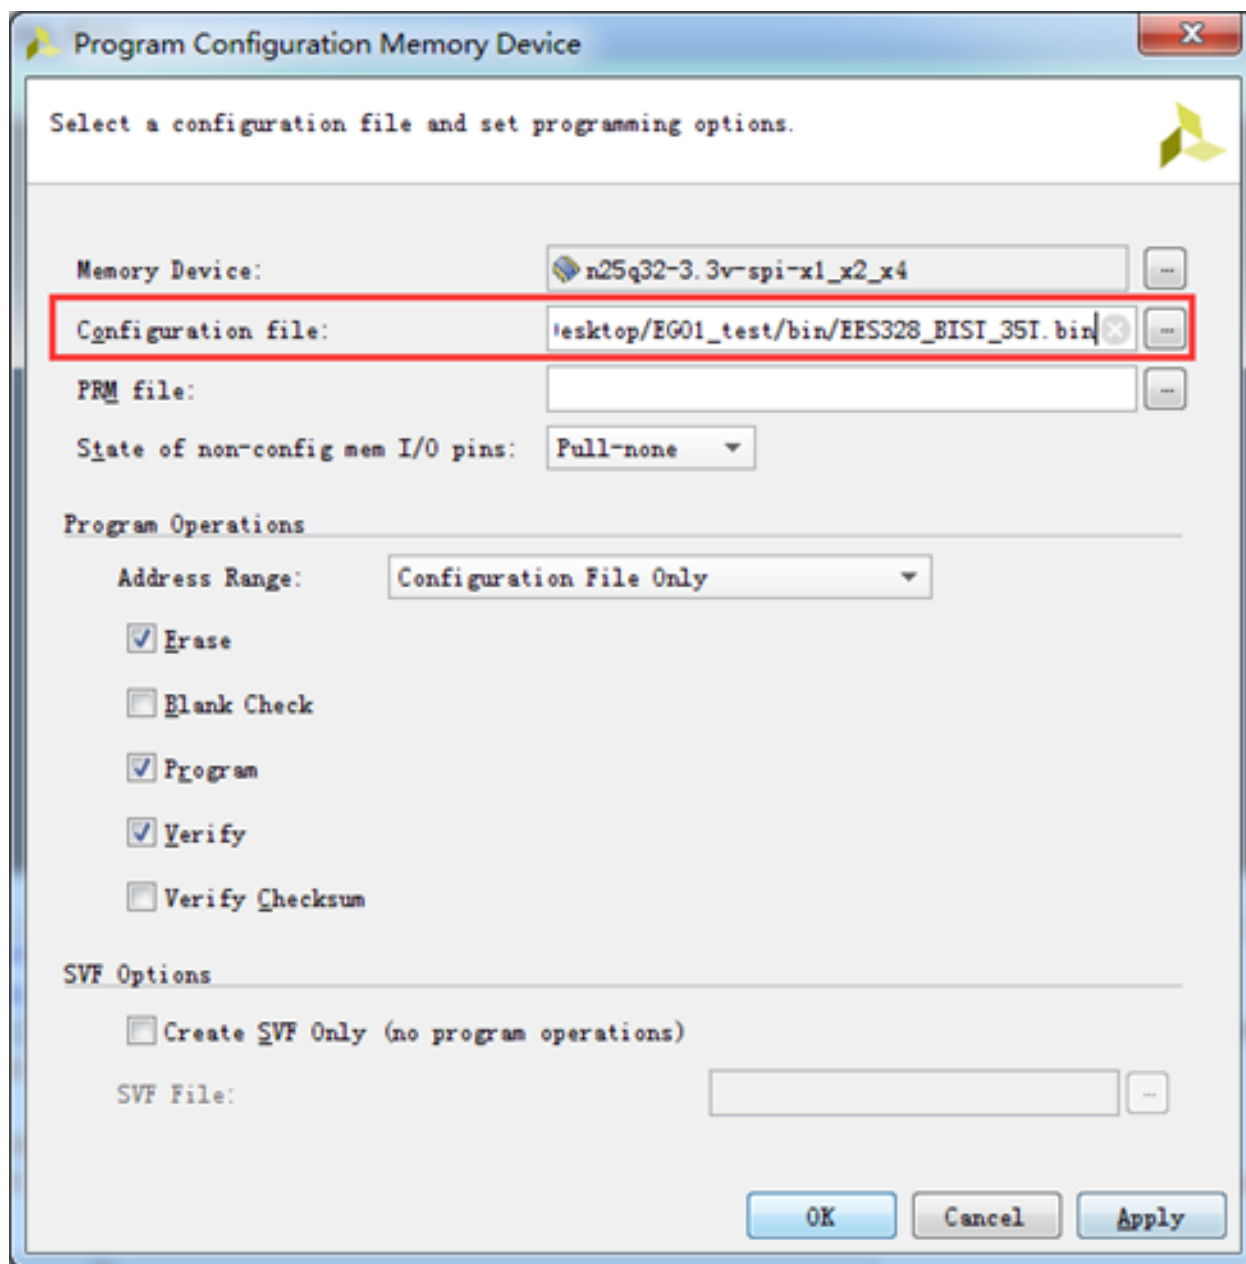 Program Configuration Memory Device
Select a configuration file and set programming options.
Memory Device: n25q32-3.3v-spi-x1_x2_x4 ...
Configuration file: esktop/EG01_test/bin/EES328_BIST_35T.bin ...
PRM file: ...
State of non-config mem I/O pins: Pull-none
Program Operations
Address Range: Configuration File Only
Erase
Blank Check
Program
Verify
Verify Checksum
SVF Options
Create SVF Only (no program operations)
SVF File: ...
OK Cancel Apply